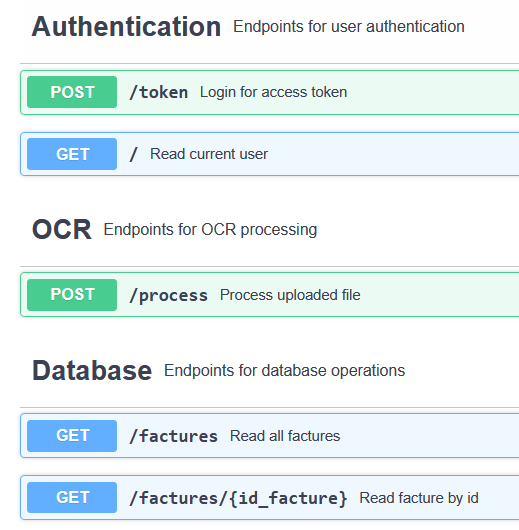 Authentication Endpoints for user authentication
POST /token Login for access token
GET / Read current user
OCR Endpoints for OCR processing
POST /process Process uploaded file
Database Endpoints for database operations
GET /factures Read all factures
GET /factures/{id_facture} Read facture by id